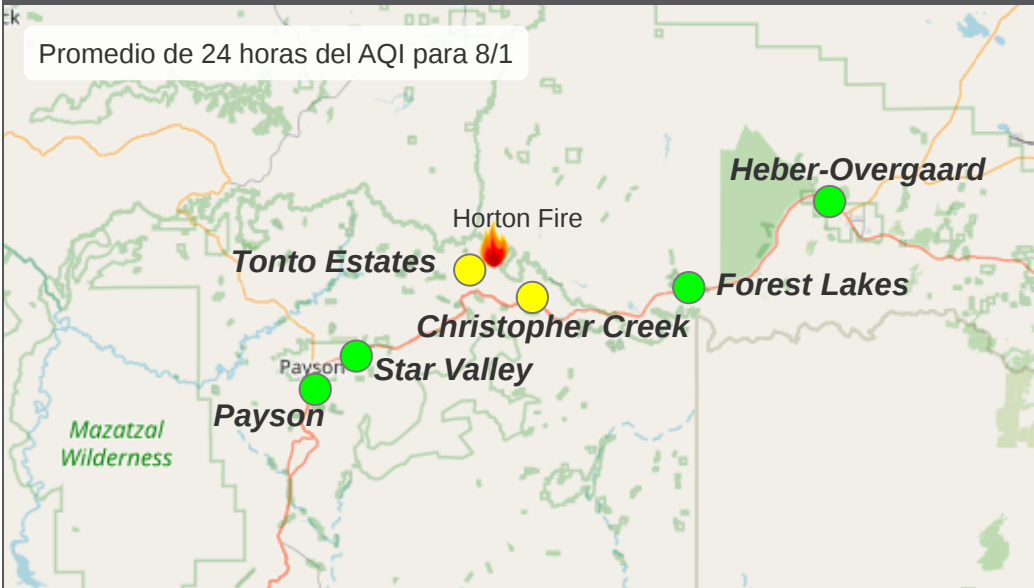 ck
Promedio de 24 horas del AQI para 8/1
Heber-Overgaard
Horton Fire
Tonto Estates
Forest Lakes
Christopher Creek
Payson
Star Valley
Payson
Mazatzal
Wilderness